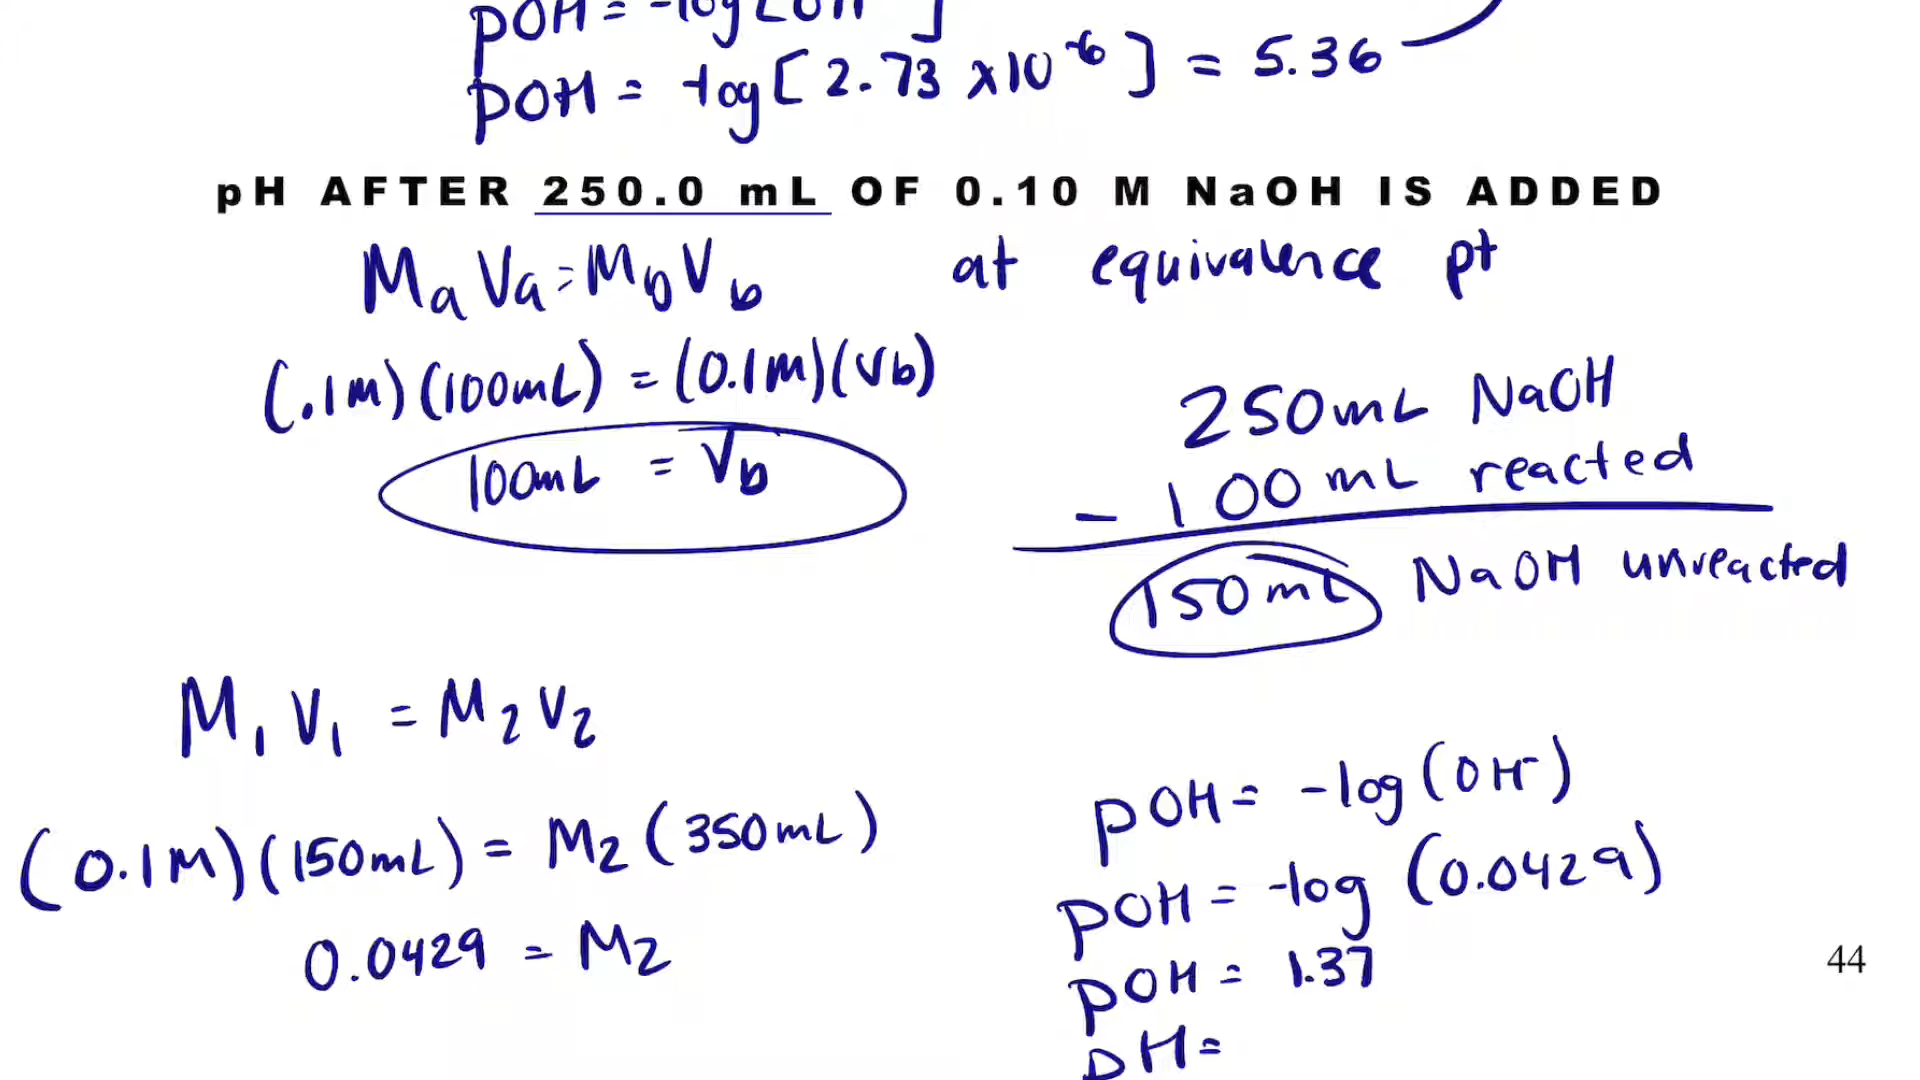 pOH = -log[OH⁻]
pOH = -log[2.73 x10⁻⁶] = 5.36
pH AFTER 250.0 mL OF 0.10 M NaOH IS ADDED
MaVa = MbVb at equivalence pt
(.1M)(100mL) = (0.1M)(Vb)
100mL = Vb
250mL NaOH
- 100 mL reacted
150mL NaOH unreacted
M₁V₁ = M₂V₂
(0.1M)(150mL) = M₂(350mL)
0.0429 = M₂
pOH = -log(OH⁻)
pOH = -log(0.0429)
pOH = 1.37
pH =
44